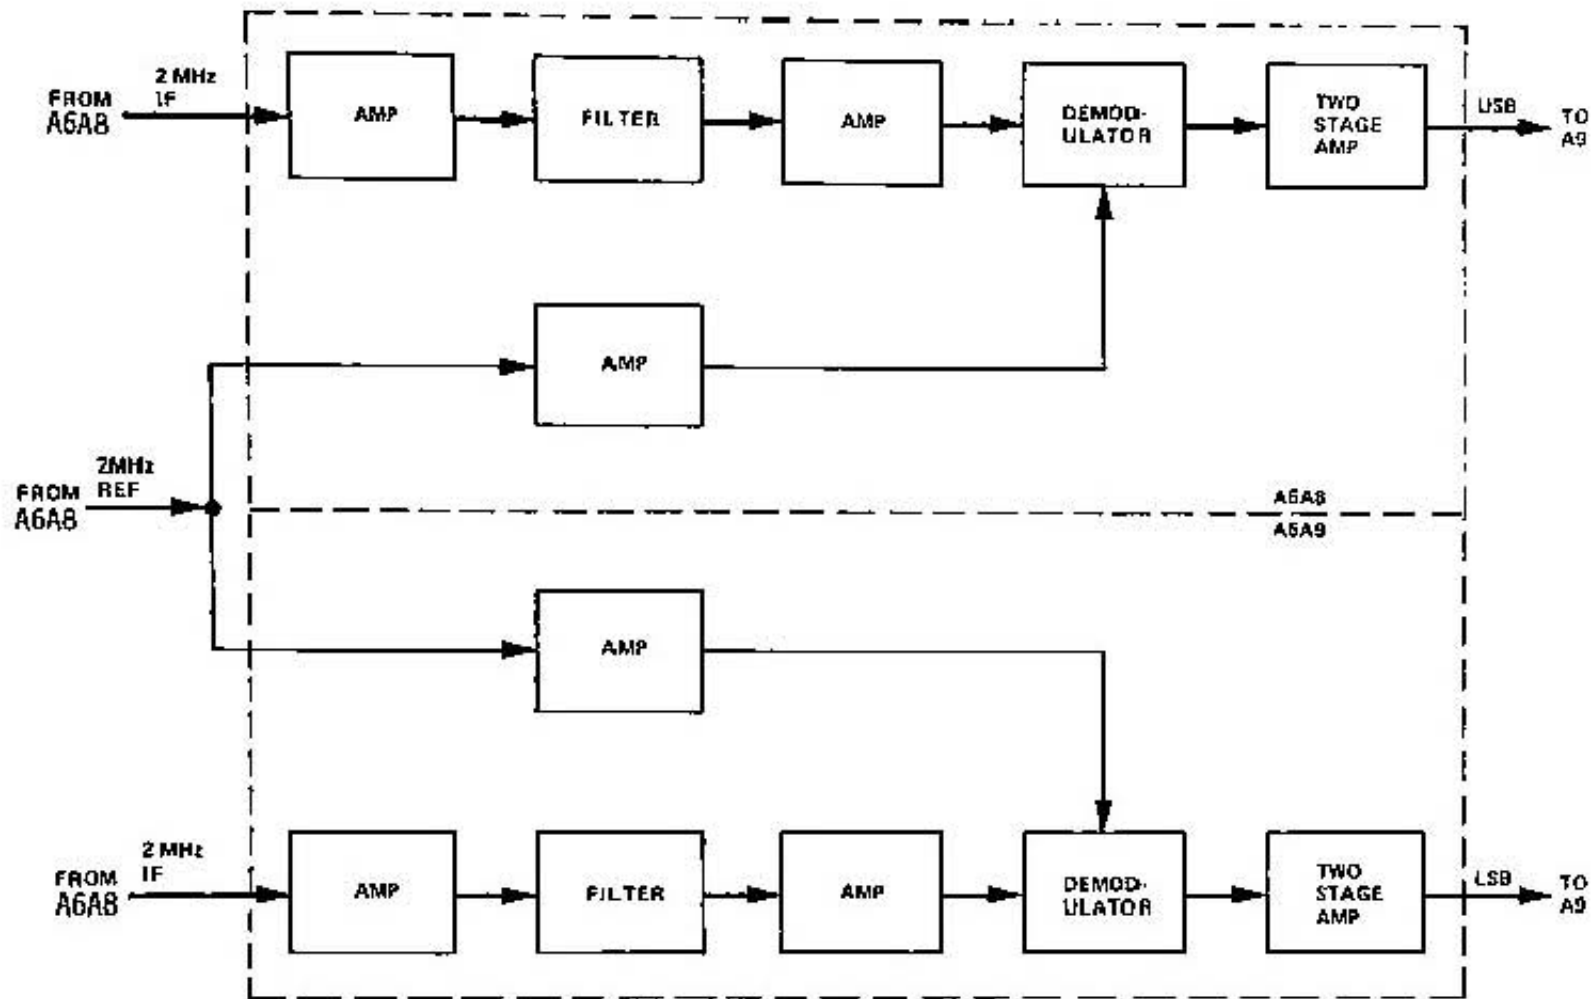 2 MHz
IF
FROM
A6A8
AMP
FILTER
AMP
DEMOD-
ULATOR
TWO
STAGE
AMP
USB
TO
A9
AMP
2MHz
REF
FROM
A6A8
A6A8
A6A9
AMP
2 MHz
IF
FROM
A6A8
AMP
FILTER
AMP
DEMOD-
ULATOR
TWO
STAGE
AMP
LSB
TO
A9